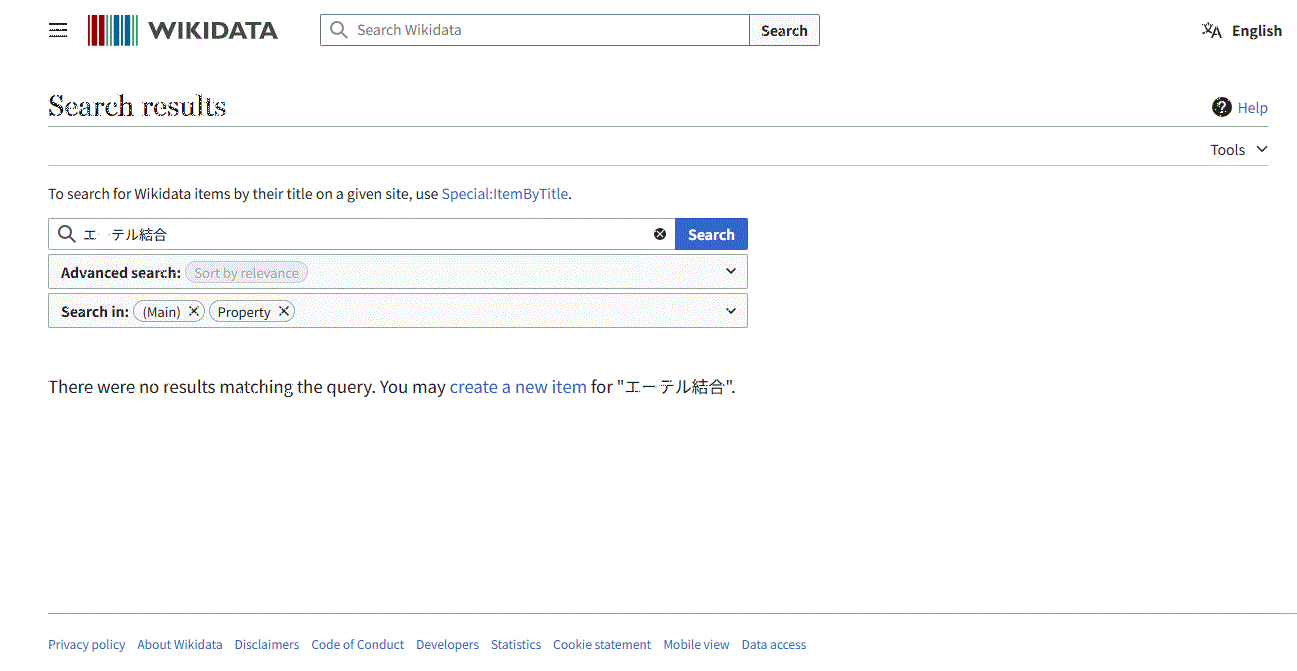 WIKIDATA
Search Wikidata
Search
English
Search results
Help
Tools
To search for Wikidata items by their title on a given site, use Special:ItemByTitle.
エーテル結合
Search
Advanced search: Sort by relevance
Search in: (Main) Property
There were no results matching the query. You may create a new item for "エーテル結合".
Privacy policy About Wikidata Disclaimers Code of Conduct Developers Statistics Cookie statement Mobile view Data access